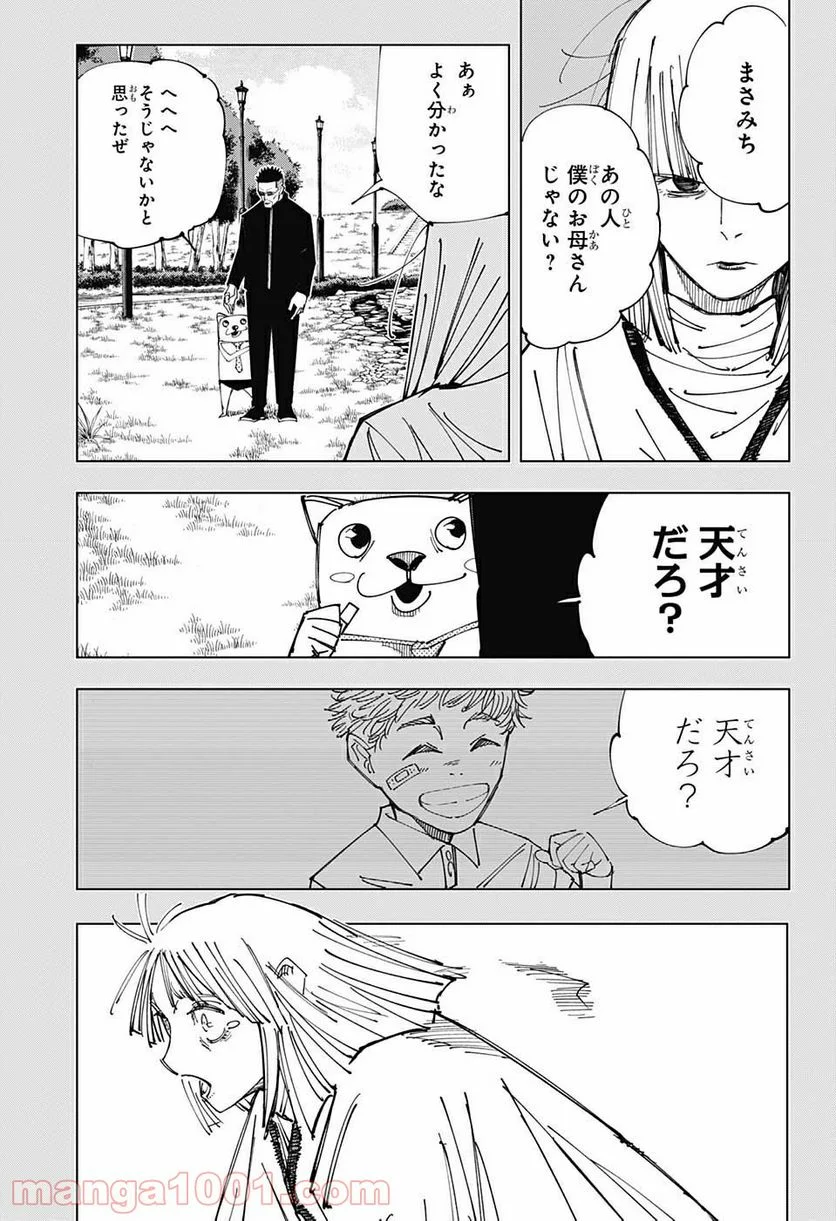 まさみち
あの人
僕のお母さん
じゃない?
あぁ
よく分かったな
へへへ
そうじゃないかと
思ったぜ
天才
だろ?
天才
だろ?
manga1001.com